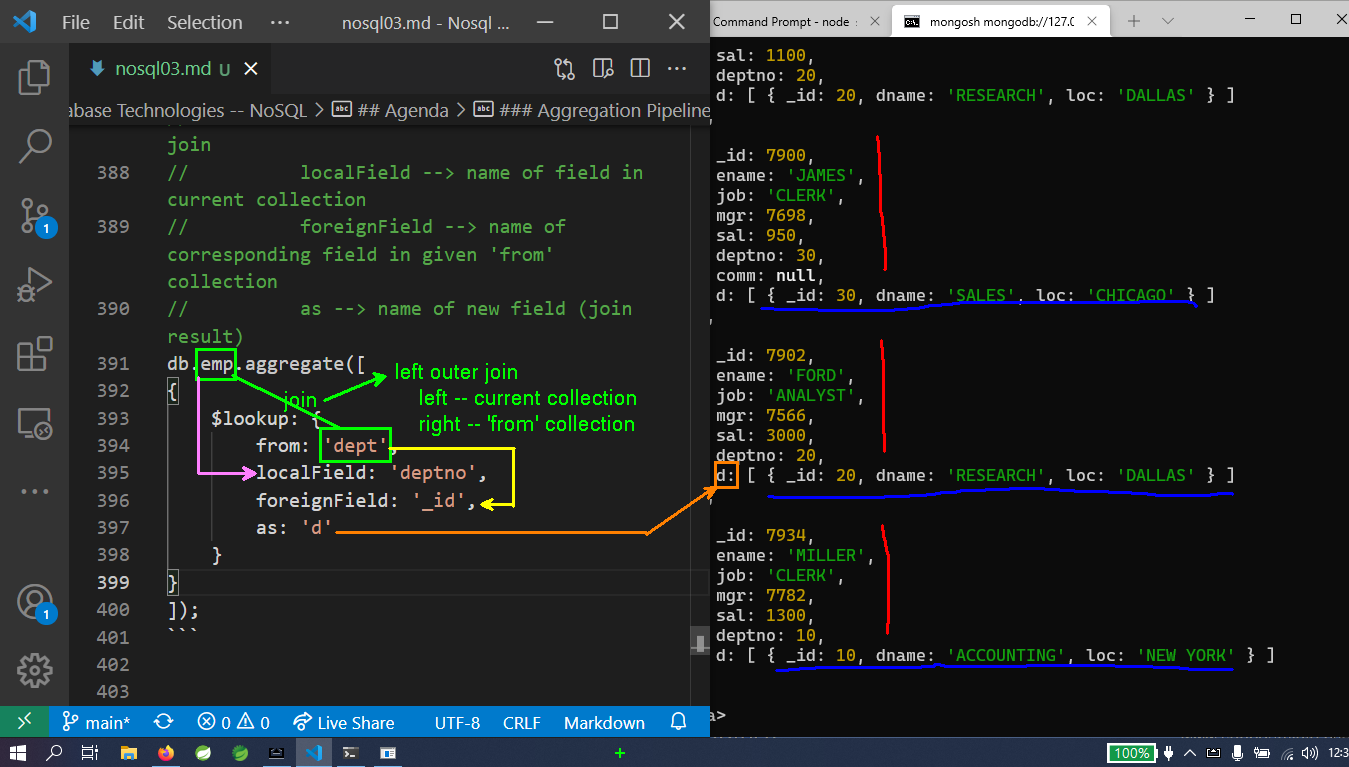 File Edit Selection ··· nosql03.md - Nosql ...
nosql03.md U
abase Technologies -- NoSQL > ## Agenda > ### Aggregation Pipeline
join
388 // localField --> name of field in
current collection
389 // foreignField --> name of
corresponding field in given 'from'
collection
390 // as --> name of new field (join
result)
391 db.emp.aggregate([
392 {
393 $lookup: {
394 from: 'dept',
395 localField: 'deptno',
396 foreignField: '_id',
397 as: 'd'
398 }
399 }
400 ]);
401 ```
402
403
join
left outer join
left -- current collection
right -- 'from' collection
1
1
main* 0 0 Live Share UTF-8 CRLF Markdown
Command Prompt - node
mongosh mongodb://127.0
sal: 1100,
deptno: 20,
d: [ { _id: 20, dname: 'RESEARCH', loc: 'DALLAS' } ]
,
_id: 7900,
ename: 'JAMES',
job: 'CLERK',
mgr: 7698,
sal: 950,
deptno: 30,
comm: null,
d: [ { _id: 30, dname: 'SALES', loc: 'CHICAGO' } ]
,
_id: 7902,
ename: 'FORD',
job: 'ANALYST',
mgr: 7566,
sal: 3000,
deptno: 20,
d: [ { _id: 20, dname: 'RESEARCH', loc: 'DALLAS' } ]
,
_id: 7934,
ename: 'MILLER',
job: 'CLERK',
mgr: 7782,
sal: 1300,
deptno: 10,
d: [ { _id: 10, dname: 'ACCOUNTING', loc: 'NEW YORK' } ]
a>
100% 12:3